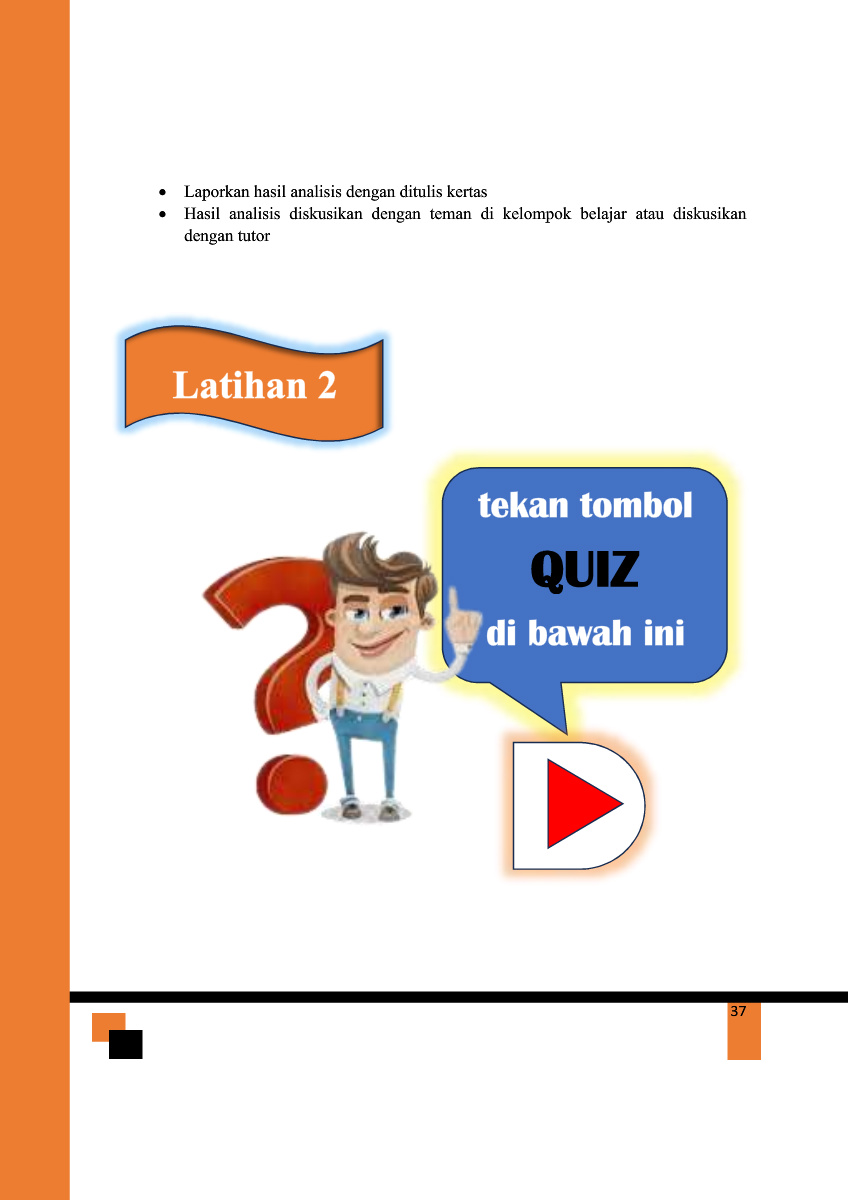 • Laporkan hasil analisis dengan ditulis kertas
• Hasil analisis diskusikan dengan teman di kelompok belajar atau diskusikan
dengan tutor
Latihan 2
tekan tombol
QUIZ
di bawah ini
37